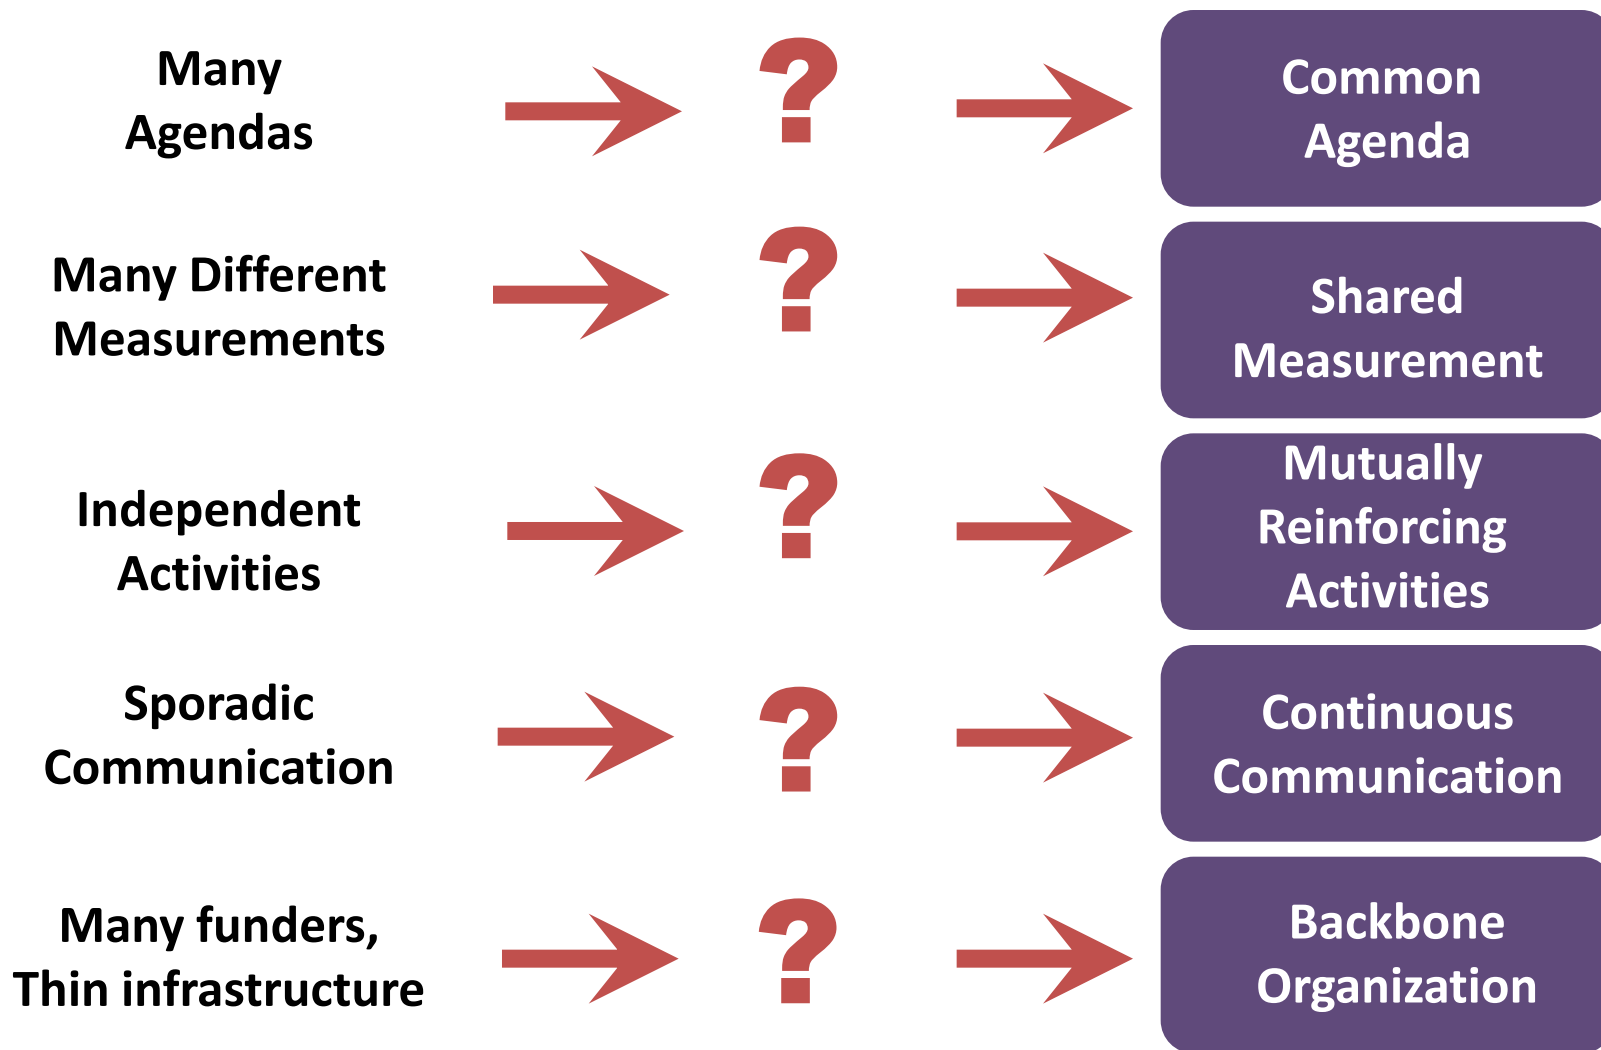 Many
Agendas
?
Common
Agenda
Many Different
Measurements
?
Shared
Measurement
Independent
Activities
?
Mutually
Reinforcing
Activities
Sporadic
Communication
?
Continuous
Communication
Many funders,
Thin infrastructure
?
Backbone
Organization